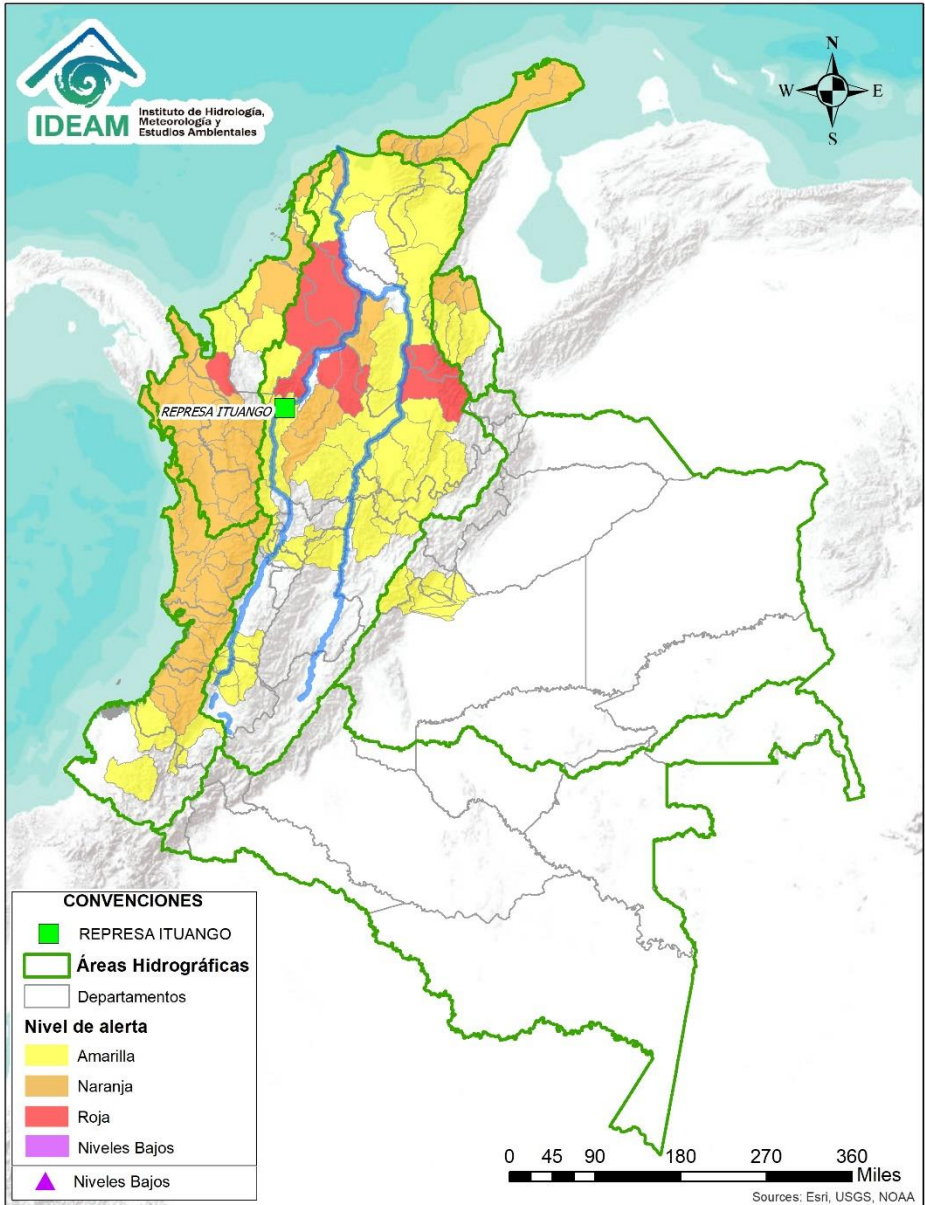 IDEAM
Instituto de Hidrología,
Meteorología y
Estudios Ambientales
N
W
E
S
REPRESA ITUANGO
CONVENCIONES
REPRESA ITUANGO
Áreas Hidrográficas
Departamentos
Nivel de alerta
Amarilla
Naranja
Roja
Niveles Bajos
Niveles Bajos
0 45 90 180 270 360
Miles
Sources: Esri, USGS, NOAA